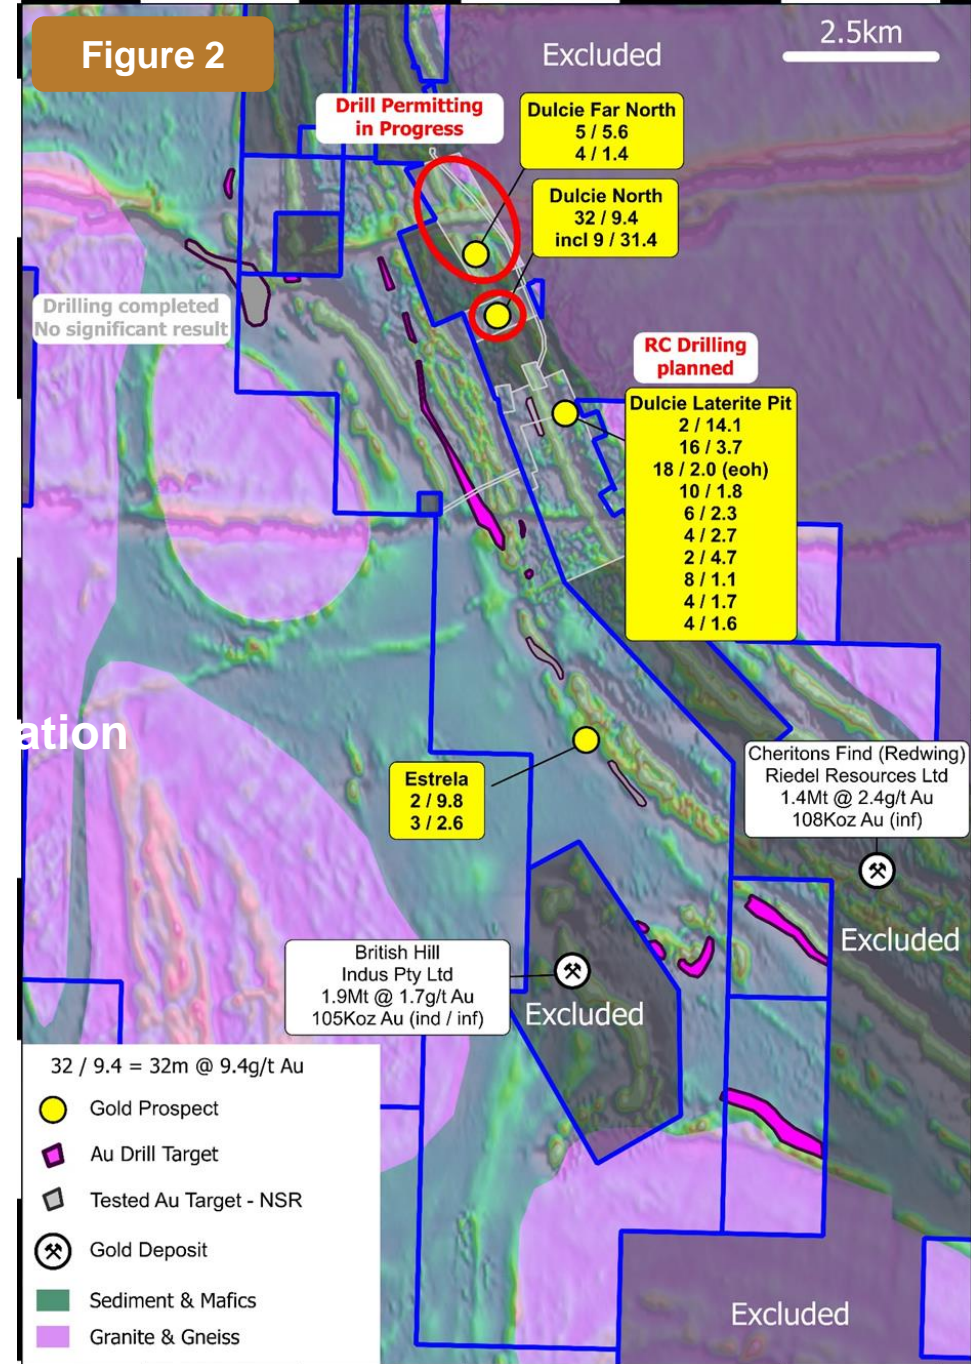 Figure 2
Excluded
2.5km
Drill Permitting
in Progress
Dulcie Far North
5 / 5.6
4 / 1.4
Dulcie North
32 / 9.4
incl 9 / 31.4
Drilling completed
No significant result
RC Drilling
planned
Dulcie Laterite Pit
2 / 14.1
16 / 3.7
18 / 2.0 (eoh)
10 / 1.8
6 / 2.3
4 / 2.7
2 / 4.7
8 / 1.1
4 / 1.7
4 / 1.6
ation
Estrela
2 / 9.8
3 / 2.6
Cheritons Find (Redwing)
Riedel Resources Ltd
1.4Mt @ 2.4g/t Au
108Koz Au (inf)
Excluded
British Hill
Indus Pty Ltd
1.9Mt @ 1.7g/t Au
105Koz Au (ind / inf)
Excluded
32 / 9.4 = 32m @ 9.4g/t Au
Gold Prospect
Au Drill Target
Tested Au Target - NSR
Gold Deposit
Sediment & Mafics
Granite & Gneiss
Excluded